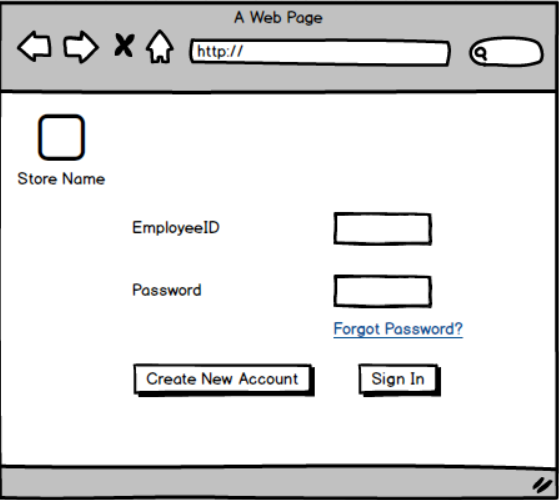 A Web Page
http://
Store Name
EmployeeID
Password
Forgot Password?
Create New Account
Sign In